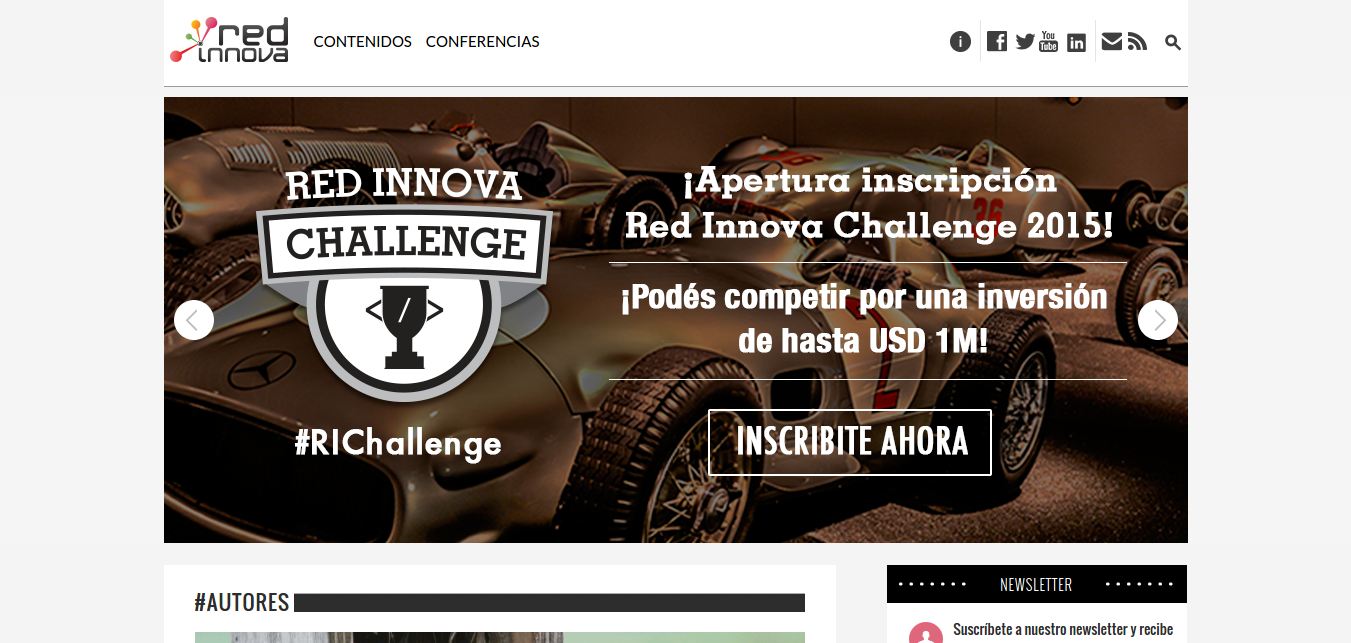 red
innova
CONTENIDOS CONFERENCIAS
You
Tube
RED INNOVA
CHALLENGE
#RIChallenge
¡Apertura inscripción
Red Innova Challenge 2015!
¡Podés competir por una inversión
de hasta USD 1M!
INSCRIBITE AHORA
#AUTORES
NEWSLETTER
Suscríbete a nuestro newsletter y recibe